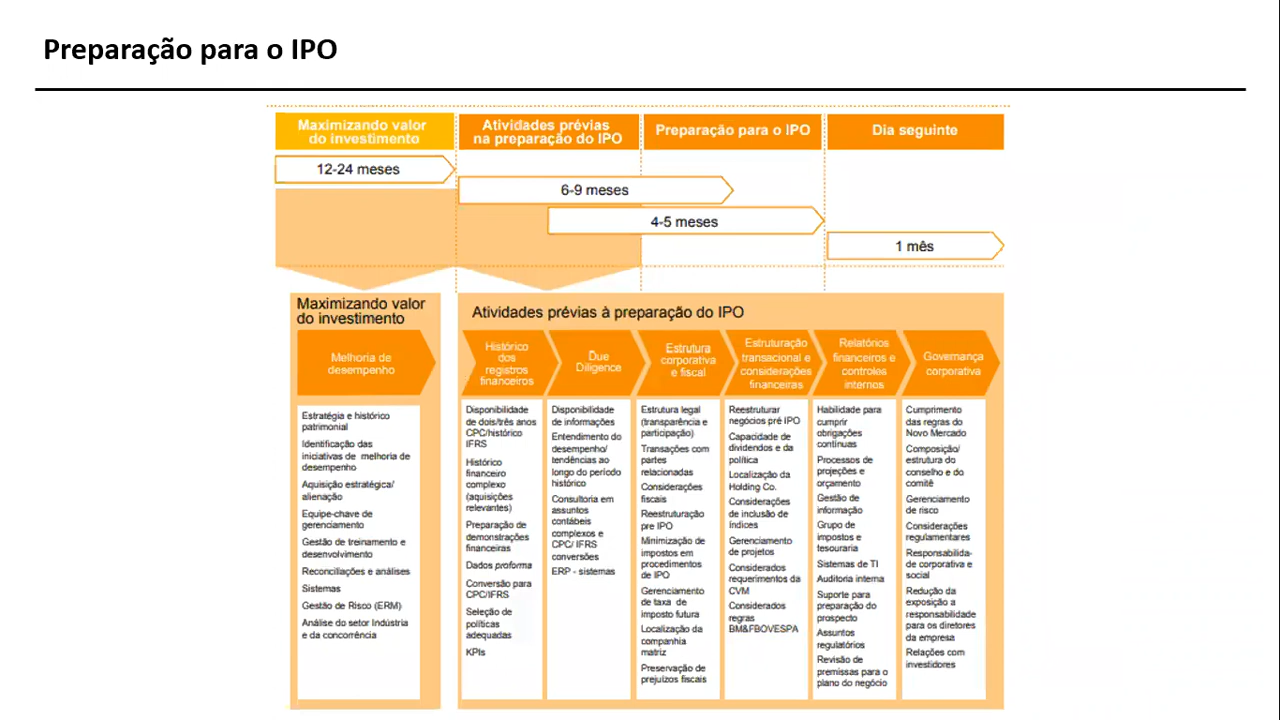 Preparação para o IPO
Maximizando valor
do investimento
Atividades prévias
na preparação do IPO
Preparação para o IPO
Dia seguinte
12-24 meses
6-9 meses
4-5 meses
1 mês
Maximizando valor
do investimento
Melhoria de
desempenho
Estratégia e histórico
patrimonial
Identificação das
iniciativas de melhoria de
desempenho
Aquisição estratégica/
alienação
Equipe-chave de
gerenciamento
Gestão de treinamento e
desenvolvimento
Reconciliações e análises
Sistemas
Gestão de Risco (ERM)
Análise do setor Indústria
e da concorrência
Atividades prévias à preparação do IPO
Histórico
dos
registros
financeiros
Disponibilidade
de dois/três anos
CPC/histórico
IFRS
Histórico
financeiro
complexo
(aquisições
relevantes)
Preparação de
demonstrações
financeiras
Dados proforma
Conversão para
CPC/IFRS
Seleção de
políticas
adequadas
KPIs
Due
Diligence
Disponibilidade
de informações
Entendimento do
desempenho/
tendências ao
longo do período
histórico
Consultoria em
assuntos
contábeis
complexos e
CPC/ IFRS
conversões
ERP - sistemas
Estrutura
corporativa
e fiscal
Estrutura legal
(transparência e
participação)
Transações com
partes
relacionadas
Considerações
fiscais
Reestruturação
pre IPO
Minimização de
impostos em
procedimentos
de IPO
Gerenciamento
de taxa de
imposto futura
Localização da
companhia
matriz
Preservação de
prejuízos fiscais
Estruturação
transacional e
considerações
financeiras
Reestruturar
negócios pré IPO
Capacidade de
dividendos e da
política
Localização da
Holding Co.
Considerações
de inclusão de
índices
Gerenciamento
de projetos
Considerados
requerimentos da
CVM
Considerados
regras
BM&FBOVESPA
Relatórios
financeiros e
controles
internos
Habilidade para
cumprir
obrigações
contínuas
Processos de
projeções e
orçamento
Gestão de
informação
Grupo de
impostos e
tesouraria
Sistemas de TI
Auditoria interna
Suporte para
preparação do
prospecto
Assuntos
regulatórios
Revisão de
premissas para o
plano do negócio
Governança
corporativa
Cumprimento
das regras do
Novo Mercado
Composição/
estrutura do
conselho e do
comitê
Gerenciamento
de risco
Considerações
regulamentares
Responsabilida-
de corporativa e
social
Redução da
exposição a
responsabilidade
para os diretores
da empresa
Relações com
investidores